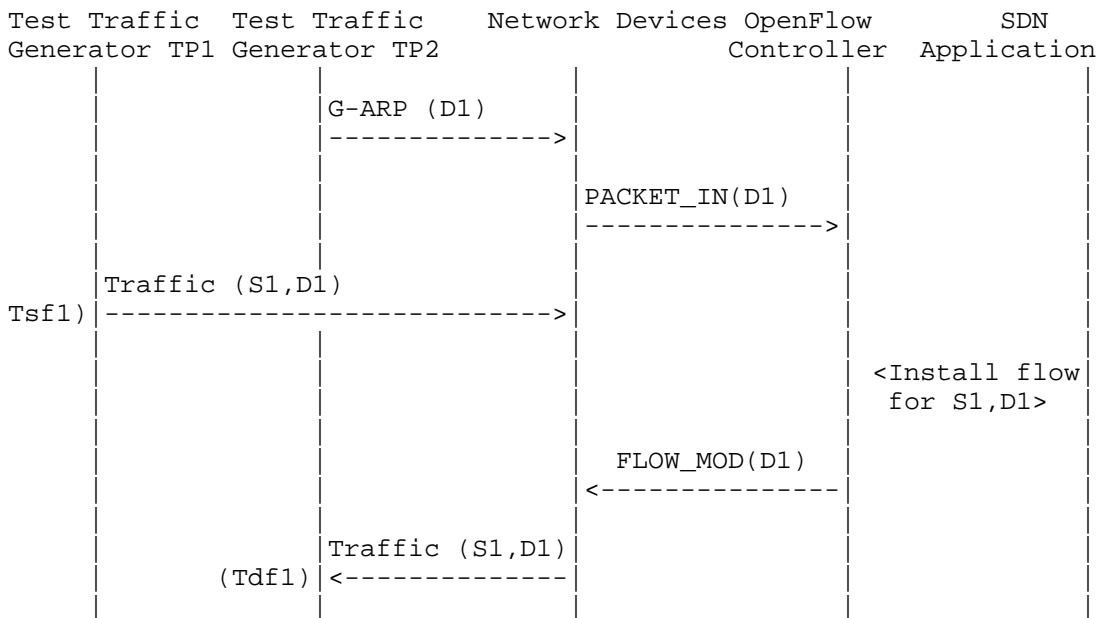 Test Traffic Test Traffic Network Devices OpenFlow SDN
Generator TP1 Generator TP2 Controller Application
G-ARP (D1)
-------------->
PACKET_IN(D1)
--------------->
Traffic (S1,D1)
Tsf1) ---------------------------->
<Install flow
for S1,D1>
FLOW_MOD(D1)
<---------------
Traffic (S1,D1)
(Tdf1) <--------------